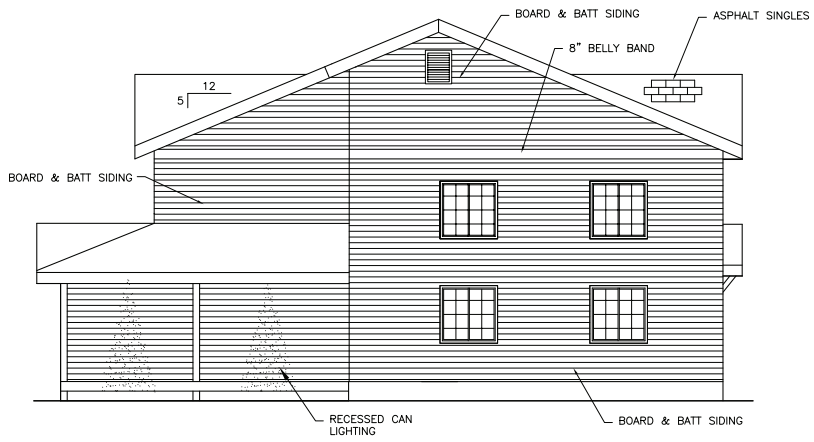 BOARD & BATT SIDING
ASPHALT SINGLES
8" BELLY BAND
12
5
BOARD & BATT SIDING
RECESSED CAN
LIGHTING
BOARD & BATT SIDING